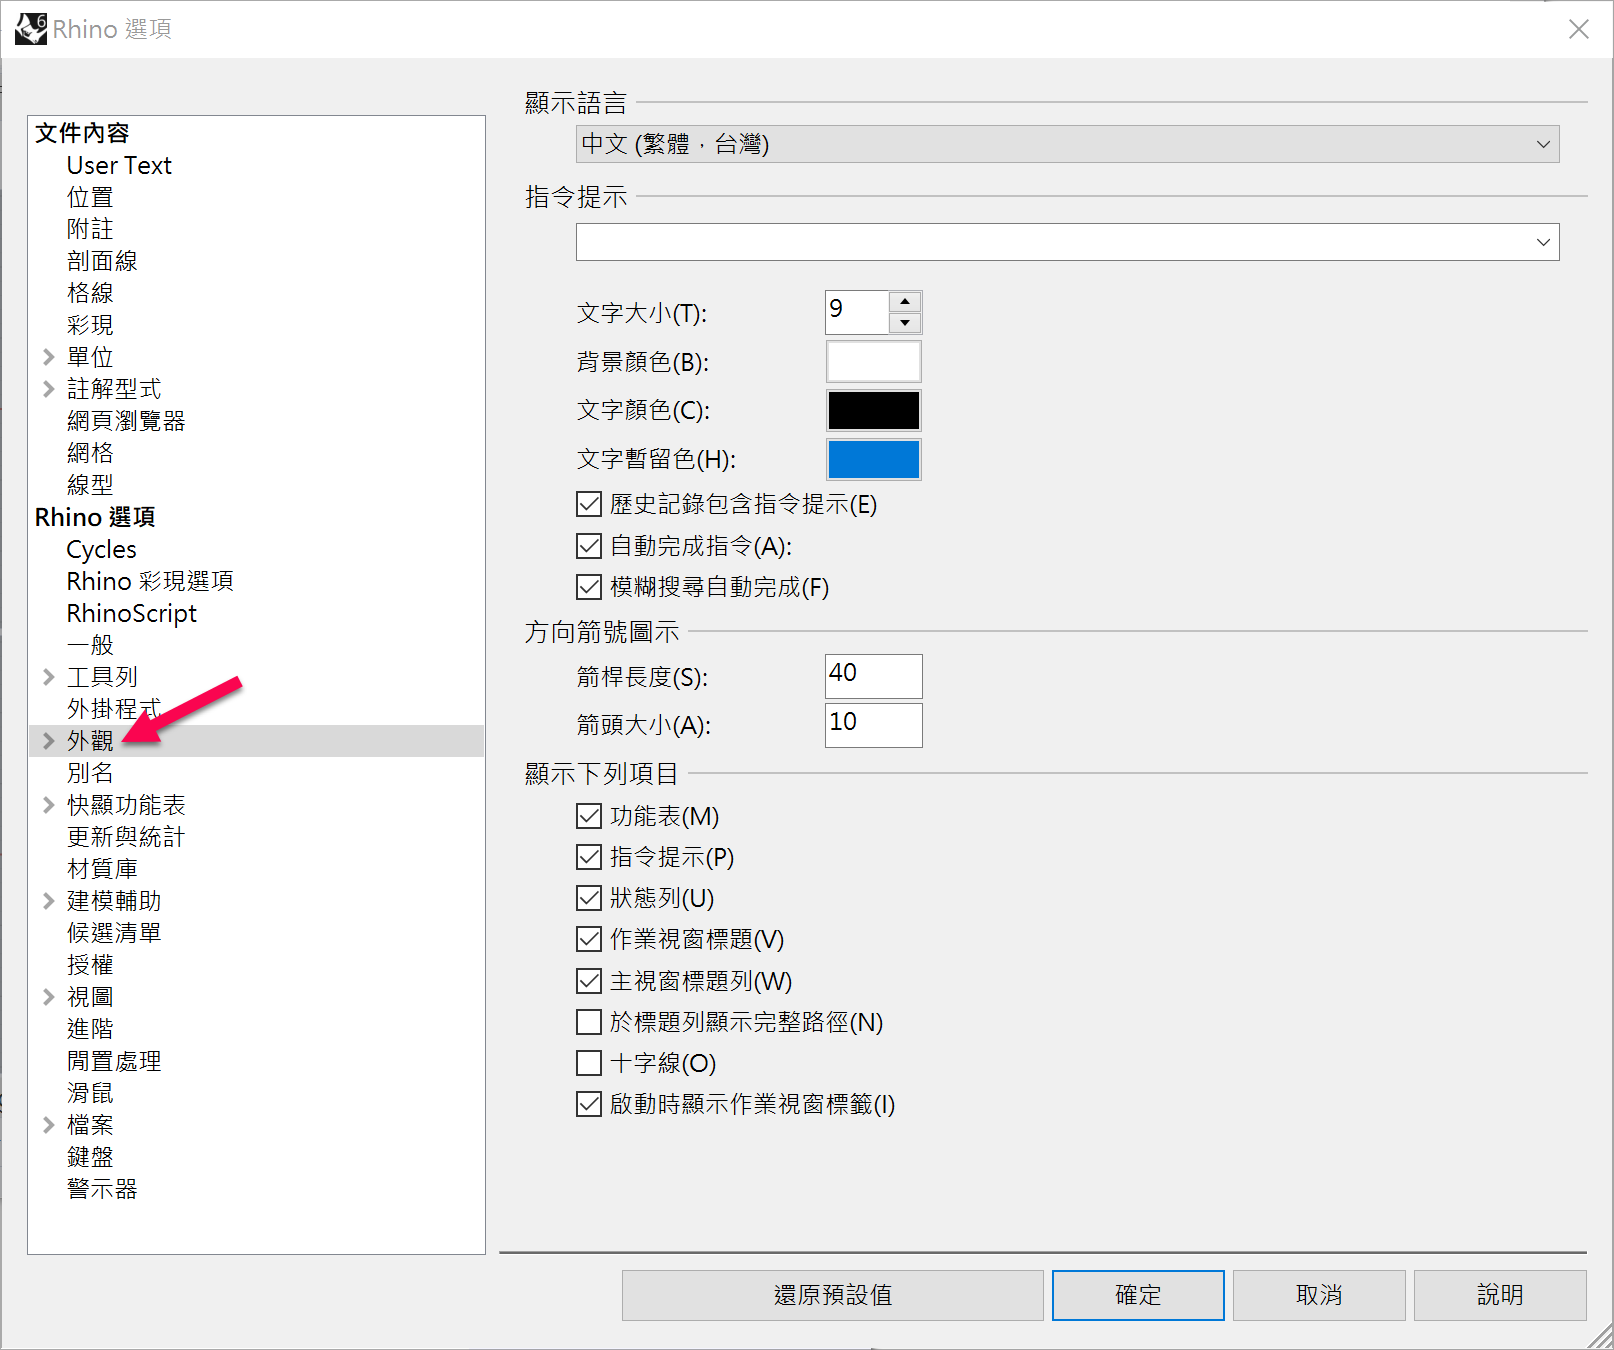 6
Rhino 選項
文件內容
User Text
位置
附註
剖面線
格線
彩現
單位
註解型式
網頁瀏覽器
網格
線型
Rhino 選項
Cycles
Rhino 彩現選項
RhinoScript
一般
工具列
外掛程式
外觀
別名
快顯功能表
更新與統計
材質庫
建模輔助
候選清單
授權
視圖
進階
閒置處理
滑鼠
檔案
鍵盤
警示器
顯示語言
中文 (繁體，台灣)
指令提示
文字大小(T): 9
背景顏色(B):
文字顏色(C):
文字暫留色(H):
歷史記錄包含指令提示(E)
自動完成指令(A):
模糊搜尋自動完成(F)
方向箭號圖示
箭桿長度(S): 40
箭頭大小(A): 10
顯示下列項目
功能表(M)
指令提示(P)
狀態列(U)
作業視窗標題(V)
主視窗標題列(W)
於標題列顯示完整路徑(N)
十字線(O)
啟動時顯示作業視窗標籤(I)
還原預設值 確定 取消 說明